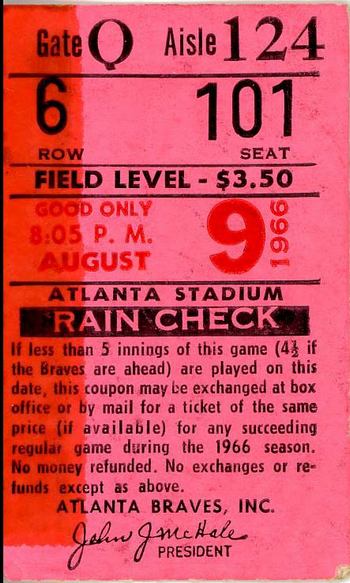 Gate Q Aisle 124
6 101
ROW SEAT
FIELD LEVEL - $3.50
GOOD ONLY
8:05 P. M.
AUGUST 9 1966
ATLANTA STADIUM
RAIN CHECK
If less than 5 innings of this game (4½ if
the Braves are ahead) are played on this
date, this coupon may be exchanged at box
office or by mail for a ticket of the same
price (if available) for any succeeding
regular game during the 1966 season.
No money refunded. No exchanges or re-
funds except as above.
ATLANTA BRAVES, INC.
John J McHale
PRESIDENT